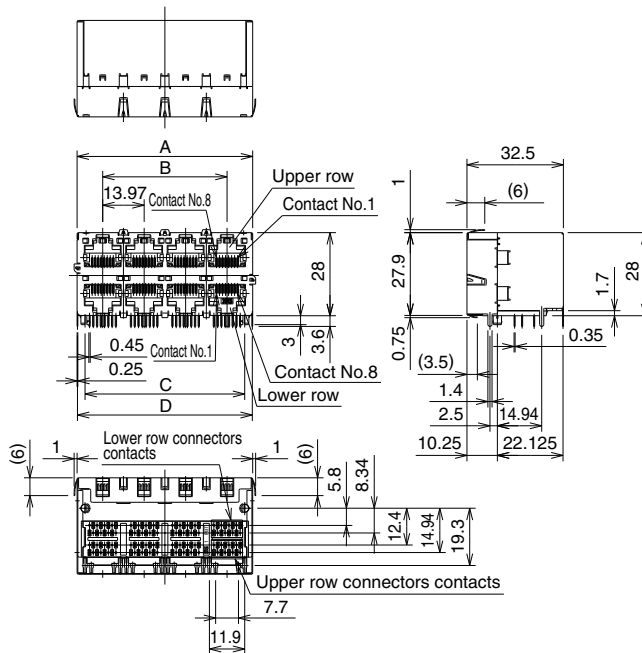 A
B
13.97
Contact No.8
Upper row
Contact No.1
28
3
3.6
0.45
0.25
Contact No.1
Contact No.8
Lower row
C
D
32.5
1
(6)
27.9
28
1.7
0.75
0.35
(3.5)
1.4
2.5
14.94
10.25
22.125
Lower row connectors
contacts
(6)
1
1
(6)
5.8
8.34
12.4
14.94
19.3
Upper row connectors contacts
7.7
11.9